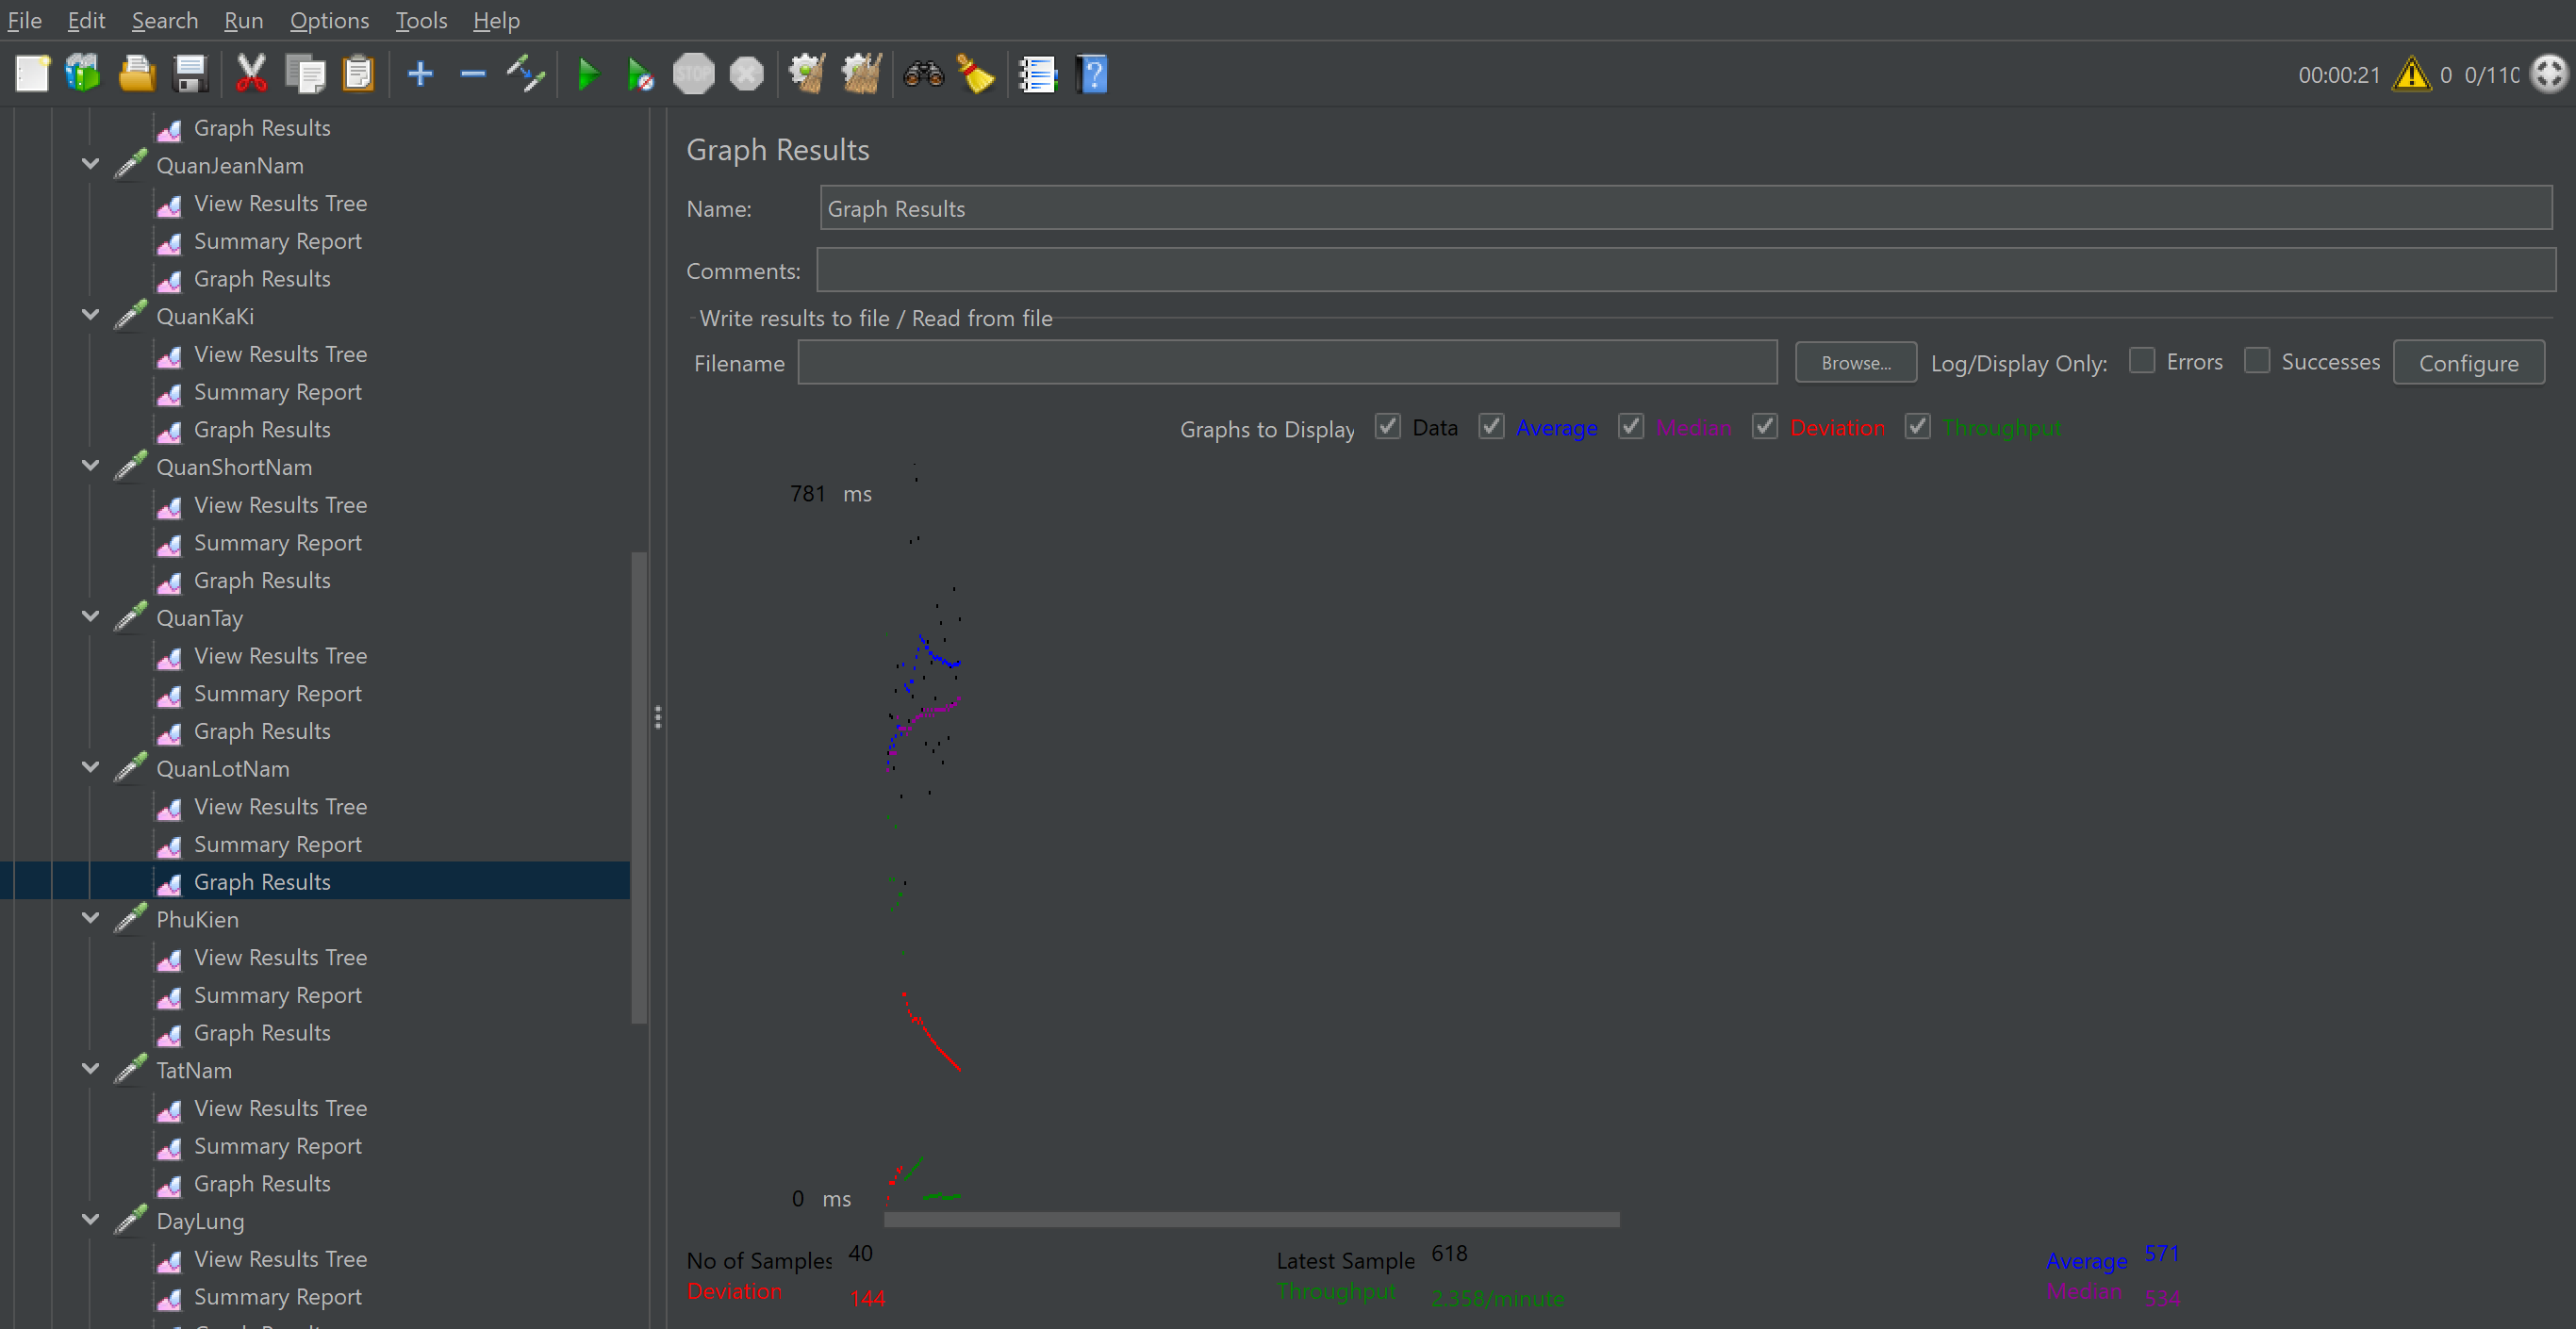 File Edit Search Run Options Tools Help
STOP
00:00:21 0 0/110
Graph Results
QuanJeanNam
View Results Tree
Summary Report
Graph Results
QuanKaKi
View Results Tree
Summary Report
Graph Results
QuanShortNam
View Results Tree
Summary Report
Graph Results
QuanTay
View Results Tree
Summary Report
Graph Results
QuanLotNam
View Results Tree
Summary Report
Graph Results
PhuKien
View Results Tree
Summary Report
Graph Results
TatNam
View Results Tree
Summary Report
Graph Results
DayLung
View Results Tree
Summary Report
Graph Results
Name: Graph Results
Comments:
Write results to file / Read from file
Filename Browse... Log/Display Only: Errors Successes Configure
Graphs to Display Data Average Median Deviation Throughput
781 ms
0 ms
No of Samples 40 Latest Sample 618 Average 571
Deviation 144 Throughput 2.358/minute Median 534